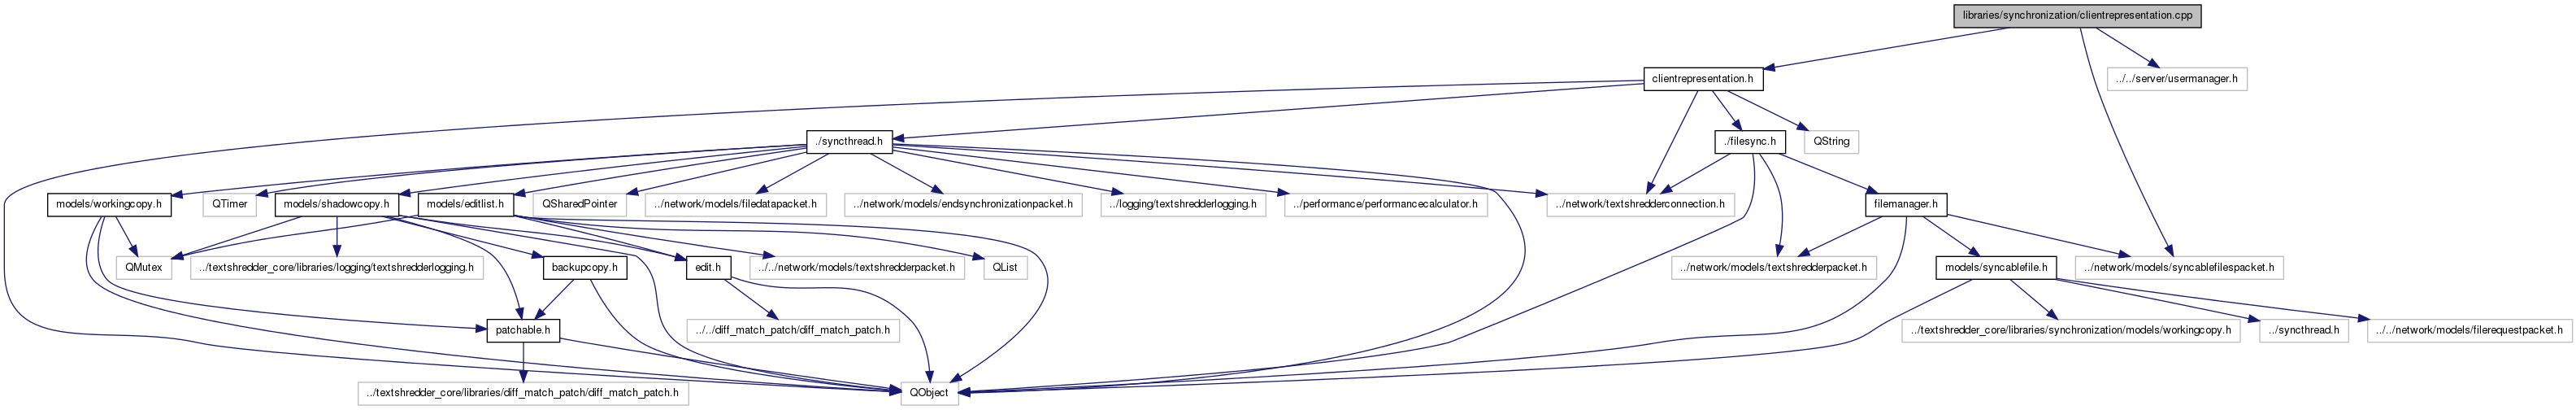 libraries/synchronization/clientrepresentation.cpp
clientrepresentation.h
../../server/usermanager.h
./syncthread.h
./filesync.h
QString
models/workingcopy.h
QTimer
models/shadowcopy.h
models/editlist.h
QSharedPointer
../network/models/filedatapacket.h
../network/models/endsynchronizationpacket.h
../logging/textshredderlogging.h
../performance/performancecalculator.h
../network/textshredderconnection.h
filemanager.h
QMutex
../textshredder_core/libraries/logging/textshredderlogging.h
backupcopy.h
edit.h
../../network/models/textshredderpacket.h
QList
../network/models/textshredderpacket.h
models/syncablefile.h
../network/models/syncablefilespacket.h
patchable.h
../../diff_match_patch/diff_match_patch.h
../textshredder_core/libraries/synchronization/models/workingcopy.h
../syncthread.h
../../network/models/filerequestpacket.h
../textshredder_core/libraries/diff_match_patch/diff_match_patch.h
QObject